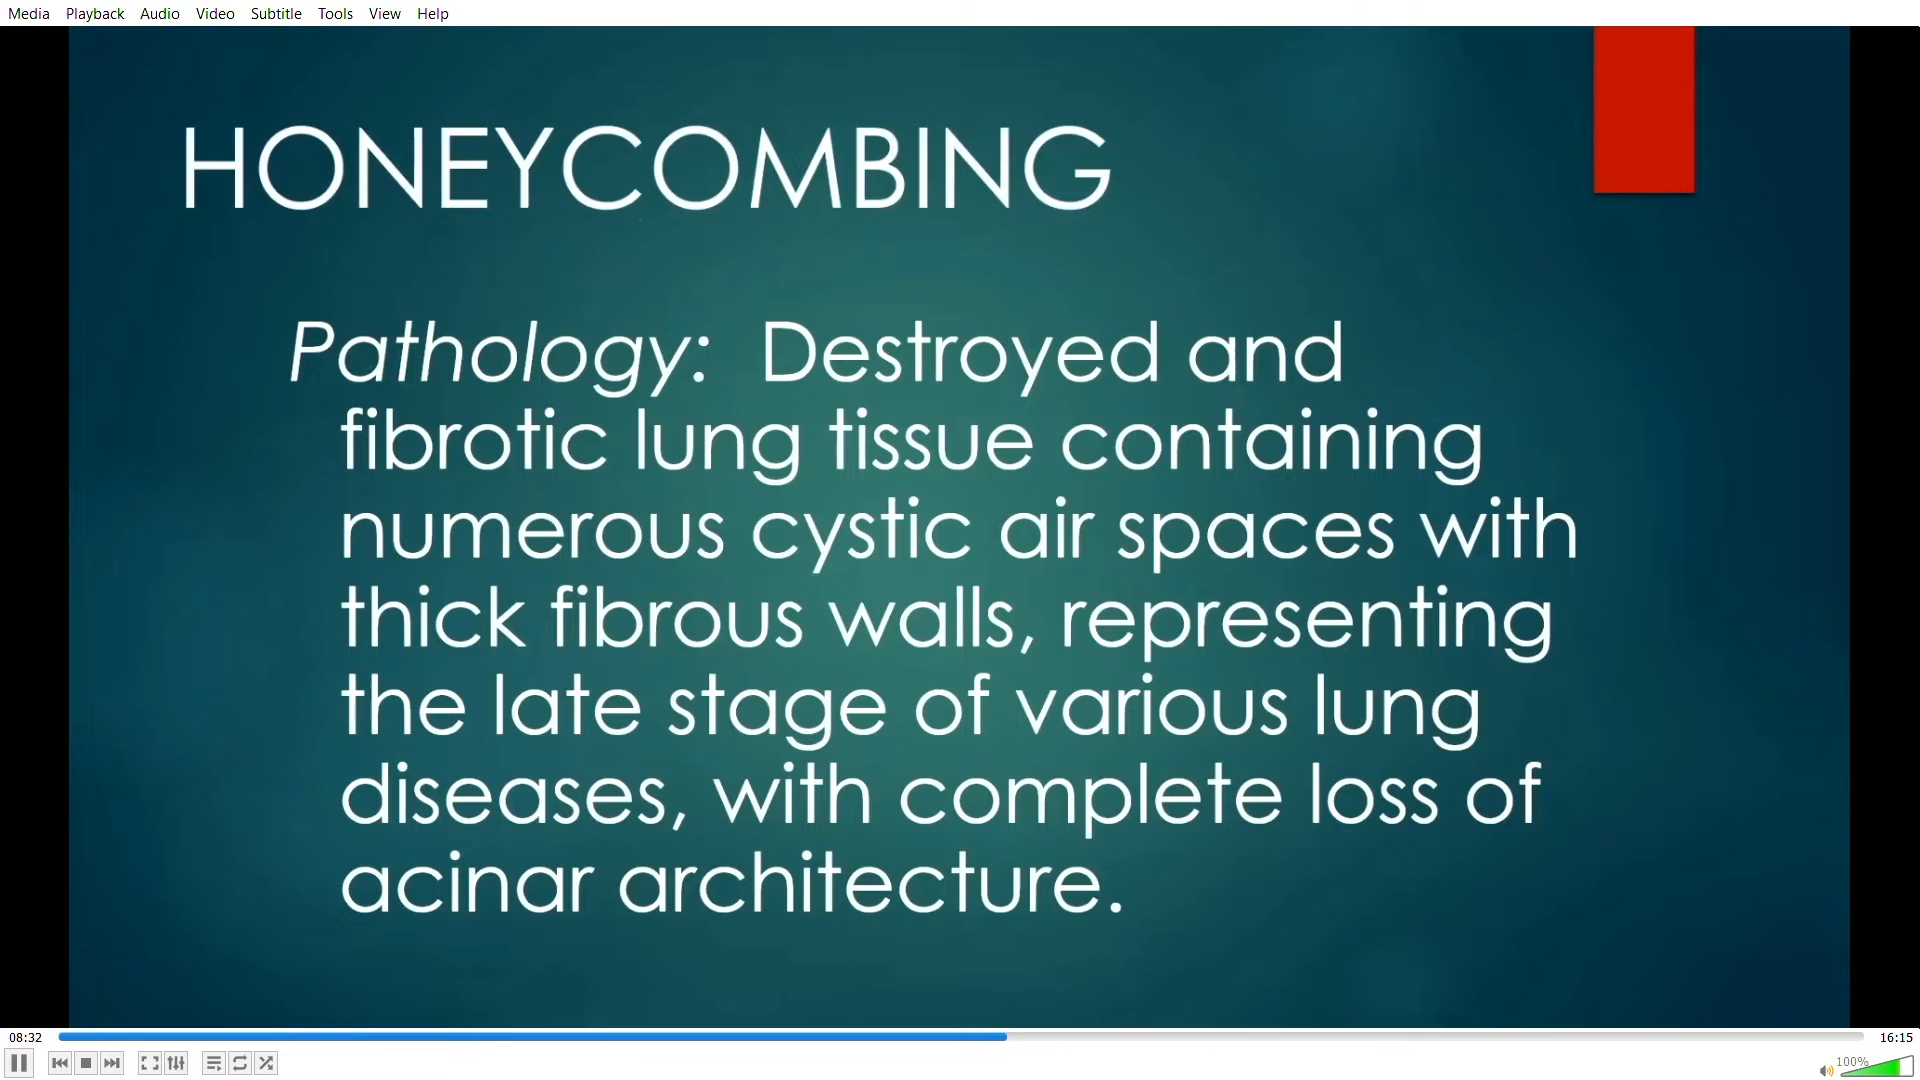 Media Playback Audio Video Subtitle Tools View Help
HONEYCOMBING
Pathology: Destroyed and
fibrotic lung tissue containing
numerous cystic air spaces with
thick fibrous walls, representing
the late stage of various lung
diseases, with complete loss of
acinar architecture.
08:32 16:15
100%